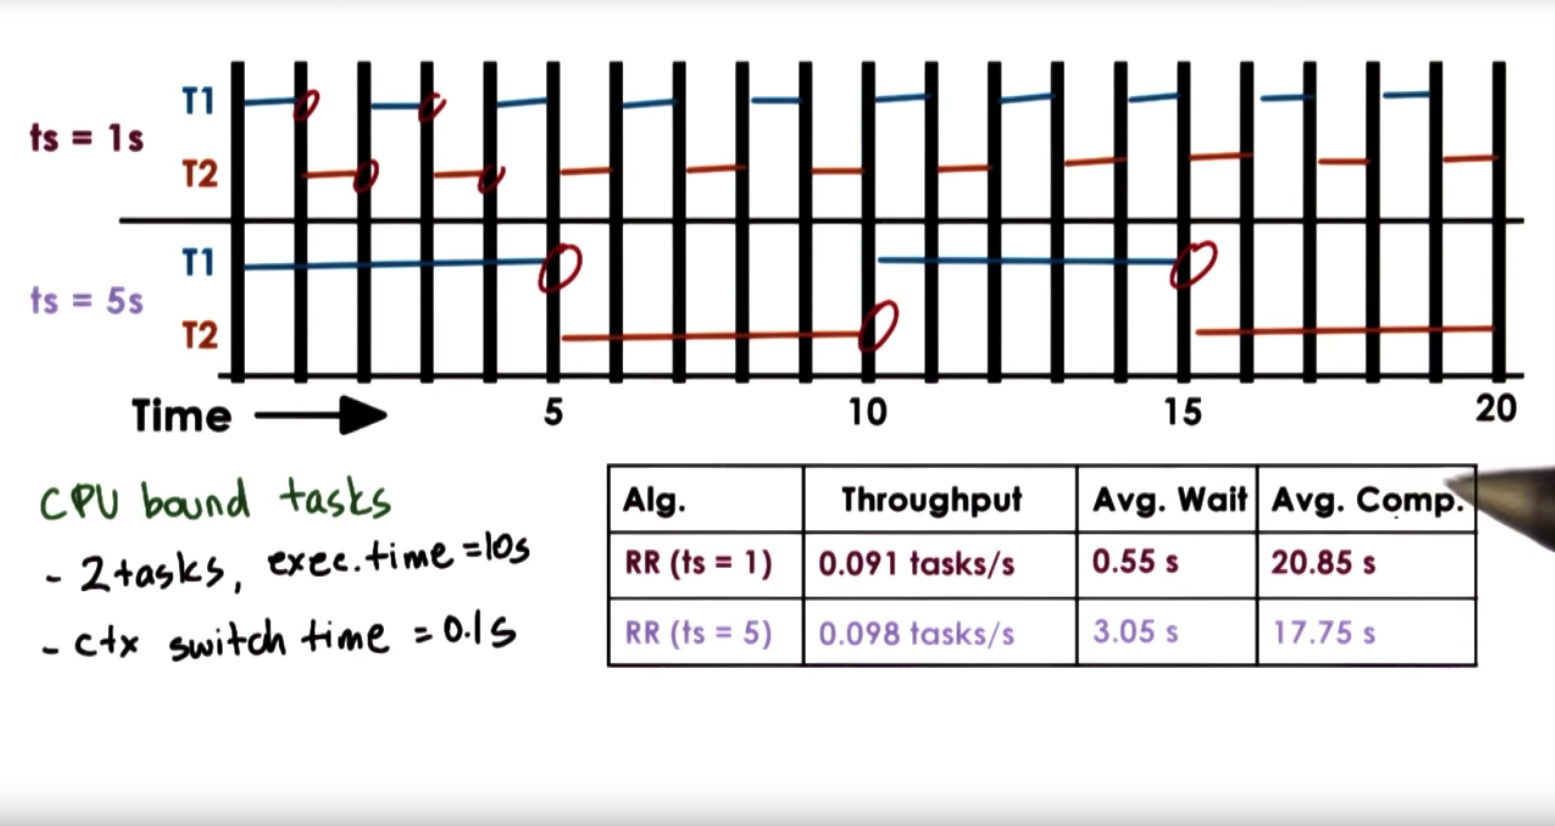 T1
ts = 1s
T2
T1
ts = 5s
T2
Time
5 10 15 20
CPU bound tasks
- 2 tasks, exec. time = 10s
- ctx switch time = 0.1s
Alg. Throughput Avg. Wait Avg. Comp.
RR (ts = 1) 0.091 tasks/s 0.55 s 20.85 s
RR (ts = 5) 0.098 tasks/s 3.05 s 17.75 s